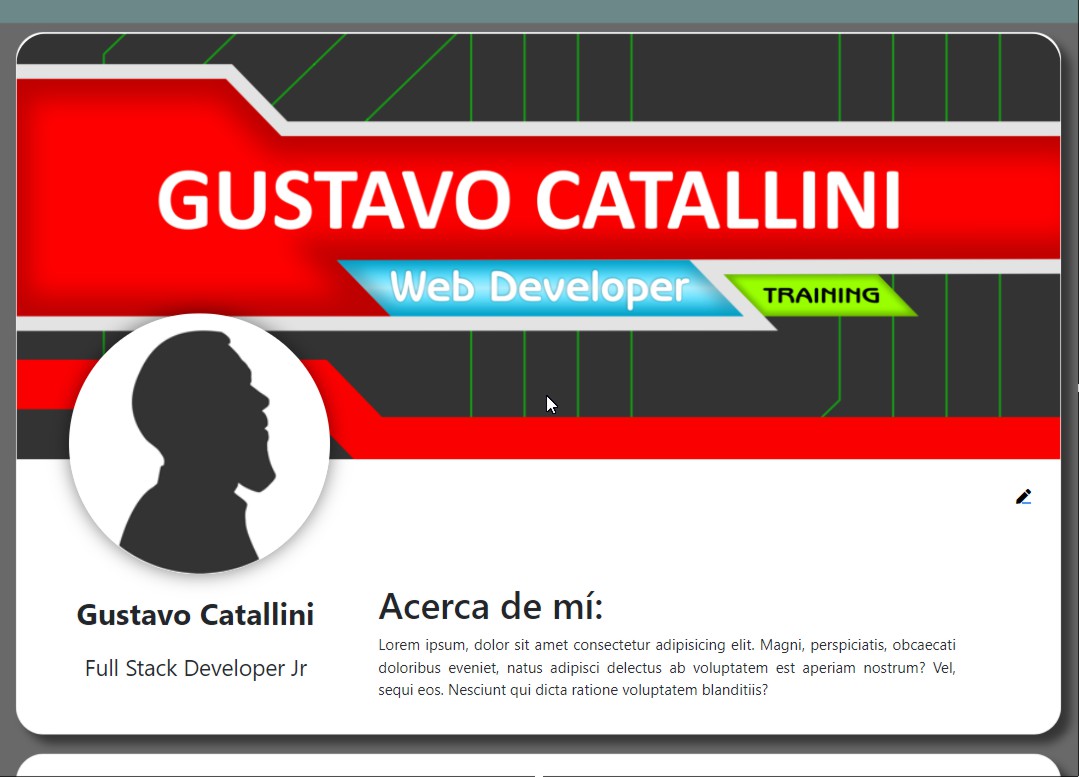 GUSTAVO CATALLINI
Web Developer
TRAINING
Gustavo Catallini
Full Stack Developer Jr
Acerca de mí:
Lorem ipsum, dolor sit amet consectetur adipisicing elit. Magni, perspiciatis, obcaecati
doloribus eveniet, natus adipisci delectus ab voluptatem est aperiam nostrum? Vel,
sequi eos. Nesciunt qui dicta ratione voluptatem blanditiis?